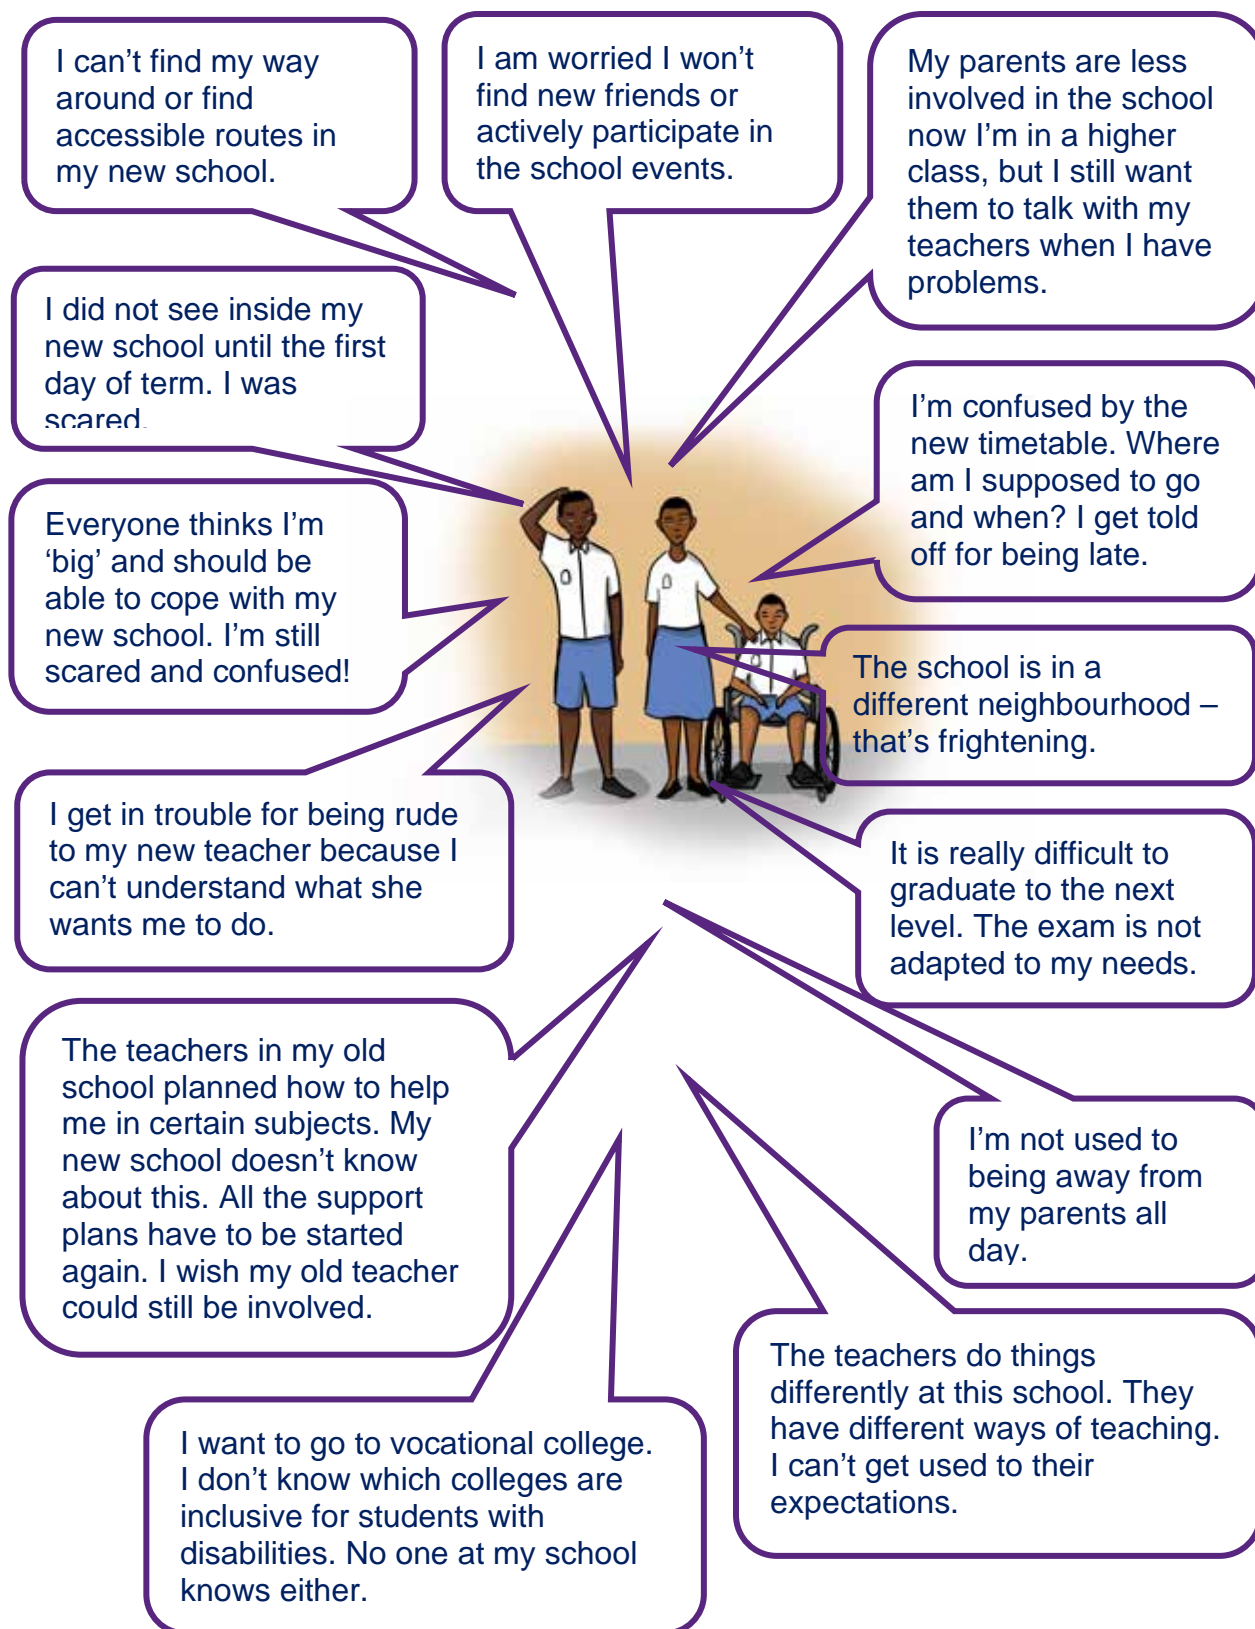 I can't find my way
around or find
accessible routes in
my new school.
I am worried I won't
find new friends or
actively participate in
the school events.
My parents are less
involved in the school
now I'm in a higher
class, but I still want
them to talk with my
teachers when I have
problems.
I did not see inside my
new school until the first
day of term. I was
scared.
I'm confused by the
new timetable. Where
am I supposed to go
and when? I get told
off for being late.
Everyone thinks I'm
‘big’ and should be
able to cope with my
new school. I'm still
scared and confused!
The school is in a
different neighbourhood –
that's frightening.
I get in trouble for being rude
to my new teacher because I
can't understand what she
wants me to do.
It is really difficult to
graduate to the next
level. The exam is not
adapted to my needs.
The teachers in my old
school planned how to help
me in certain subjects. My
new school doesn't know
about this. All the support
plans have to be started
again. I wish my old teacher
could still be involved.
I'm not used to
being away from
my parents all
day.
The teachers do things
differently at this school. They
have different ways of teaching.
I can't get used to their
expectations.
I want to go to vocational college.
I don't know which colleges are
inclusive for students with
disabilities. No one at my school
knows either.